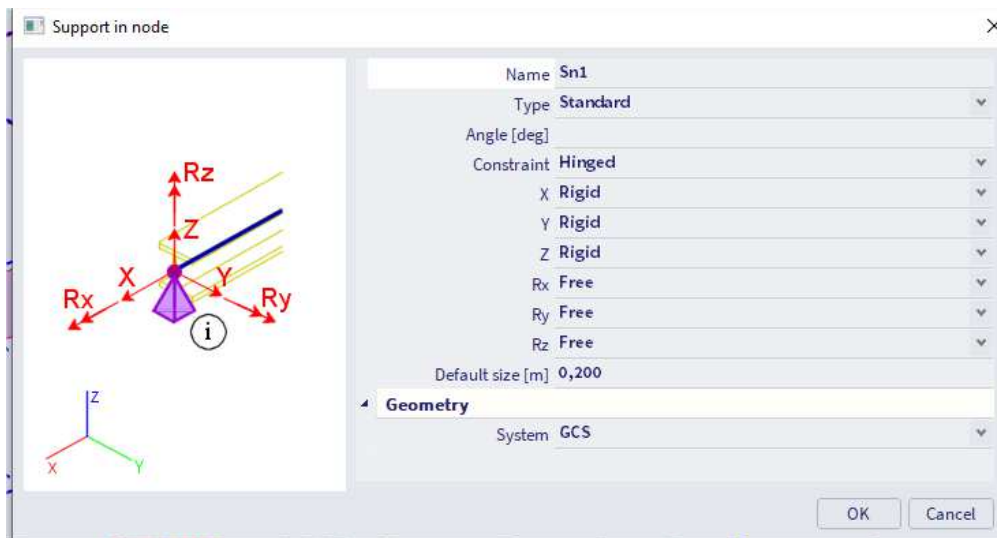 Support in node
Name Sn1
Type Standard
Angle [deg]
Constraint Hinged
X Rigid
Y Rigid
Z Rigid
Rx Free
Ry Free
Rz Free
Default size [m] 0,200
Geometry
System GCS
OK Cancel
Rz
Z
X Y
Rx Ry
i
Z
X Y